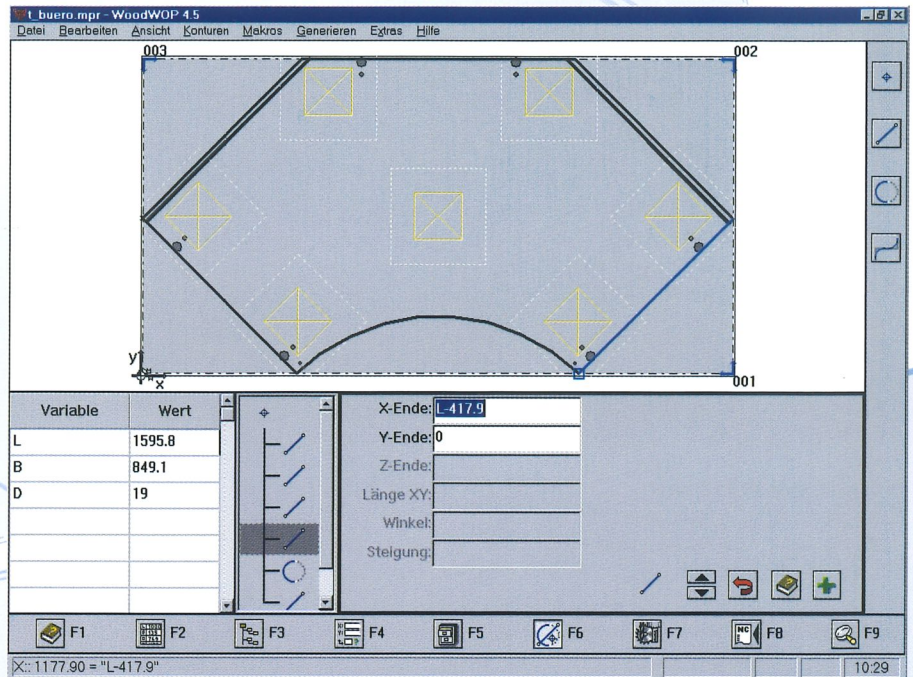 t_buero.mpr - WoodWOP 4.5
Datei Bearbeiten Ansicht Konturen Makros Generieren Extras Hilfe
003
002
y
x
001
Variable Wert
L 1595.8
B 849.1
D 19
X-Ende: L-417.9
Y-Ende: 0
Z-Ende:
Länge XY:
Winkel:
Steigung:
F1 F2 F3 F4 F5 F6 F7 NC F8 F9
X:: 1177.90 = "L-417.9" 10:29